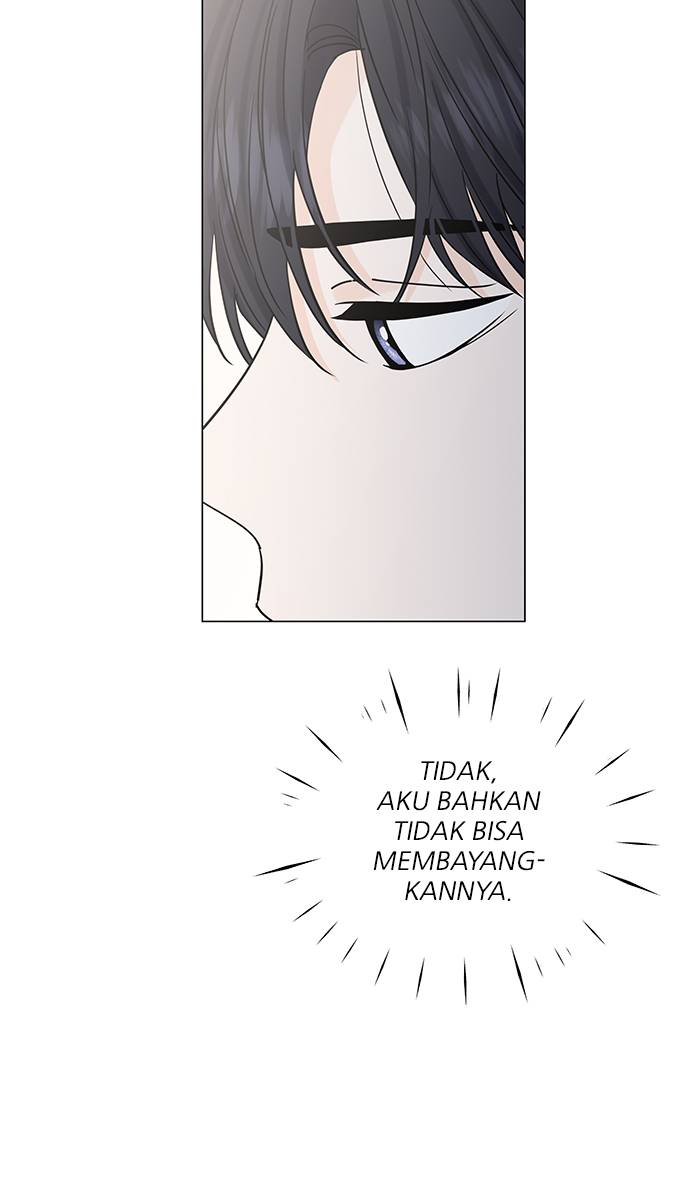 TIDAK,
AKU BAHKAN
TIDAK BISA
MEMBAYANG-
KANNYA.